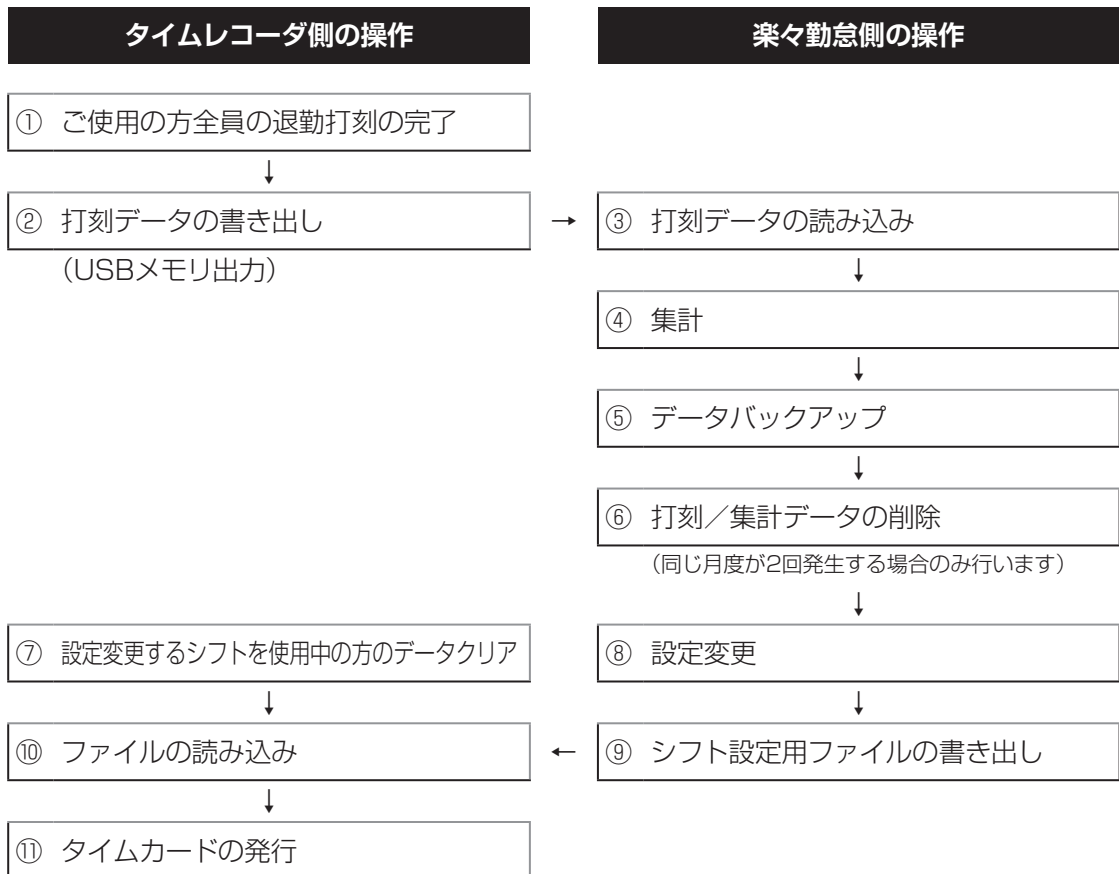 タイムレコーダ側の操作
楽々勤怠側の操作
① ご使用の方全員の退勤打刻の完了
↓
② 打刻データの書き出し
→
③ 打刻データの読み込み
(USBメモリ出力)
↓
④ 集計
↓
⑤ データバックアップ
↓
⑥ 打刻／集計データの削除
(同じ月度が2回発生する場合のみ行います)
↓
⑦ 設定変更するシフトを使用中の方のデータクリア
⑧ 設定変更
↓
↓
⑩ ファイルの読み込み
←
⑨ シフト設定用ファイルの書き出し
↓
⑪ タイムカードの発行